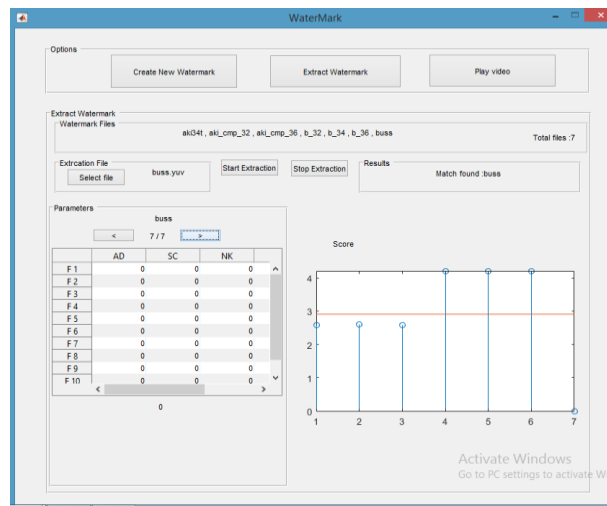 WaterMark
Options
Create New Watermark
Extract Watermark
Play video
Extract Watermark
Watermark Files
aki34t , aki_cmp_32 , aki_cmp_36 , b_32 , b_34 , b_36 , buss
Total files :7
Extrcation File
Select file
buss.yuv
Start Extraction
Stop Extraction
Results
Match found :buss
Parameters
buss
<
7 / 7
>
AD SC NK
F 1 0 0 0
F 2 0 0 0
F 3 0 0 0
F 4 0 0 0
F 5 0 0 0
F 6 0 0 0
F 7 0 0 0
F 8 0 0 0
F 9 0 0 0
F 10 0 0 0
0
Score
4
3
2
1
0
1 2 3 4 5 6 7
Activate Windows
Go to PC settings to activate W